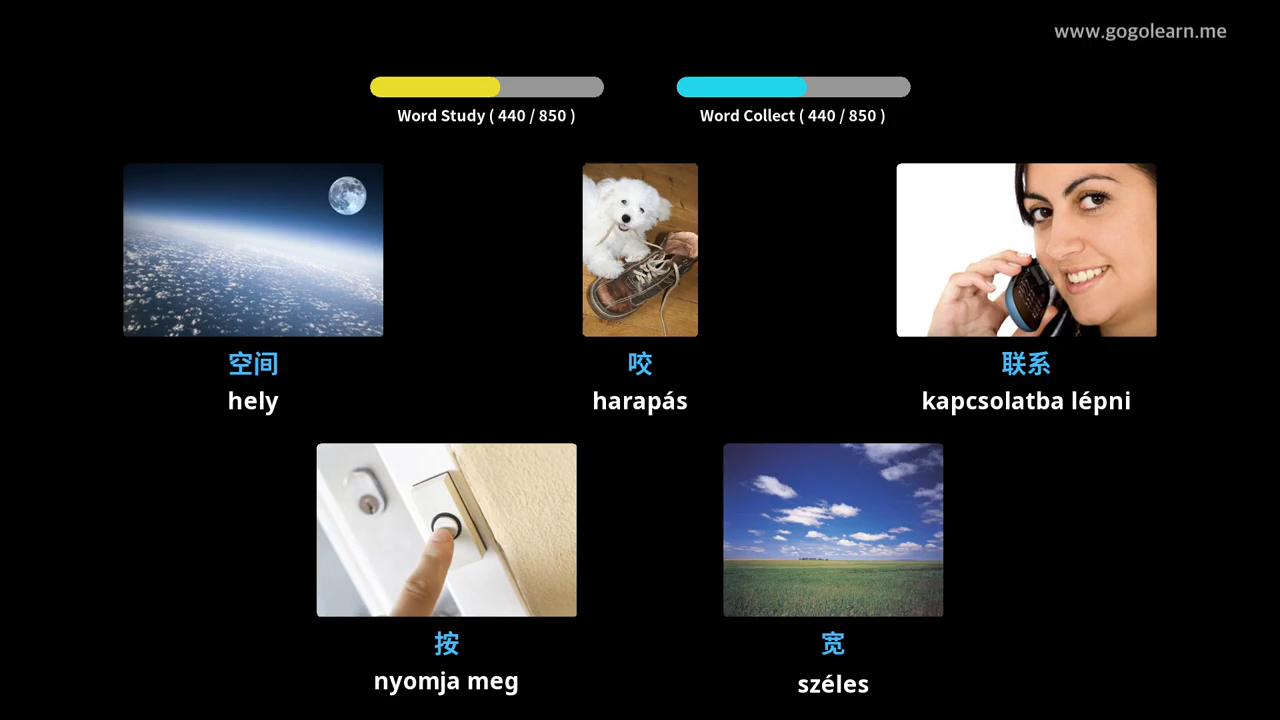 www.gogolearn.me
Word Study ( 440 / 850 )
Word Collect ( 440 / 850 )
空间
hely
咬
harapás
联系
kapcsolatba lépni
按
nyomja meg
宽
széles